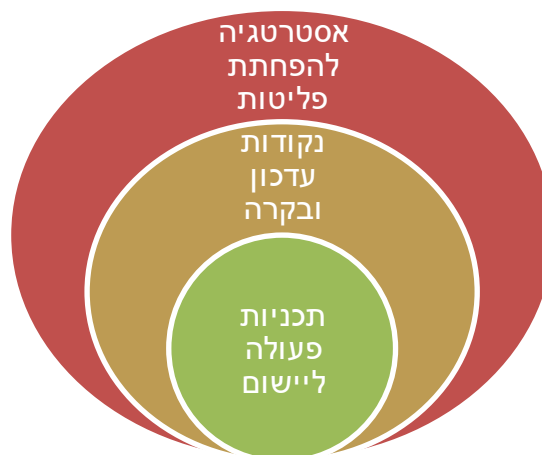 אסטרטגיה
להפחתת
פליטות
נקודות
עדכון
ובקרה
תכניות
פעולה
ליישום